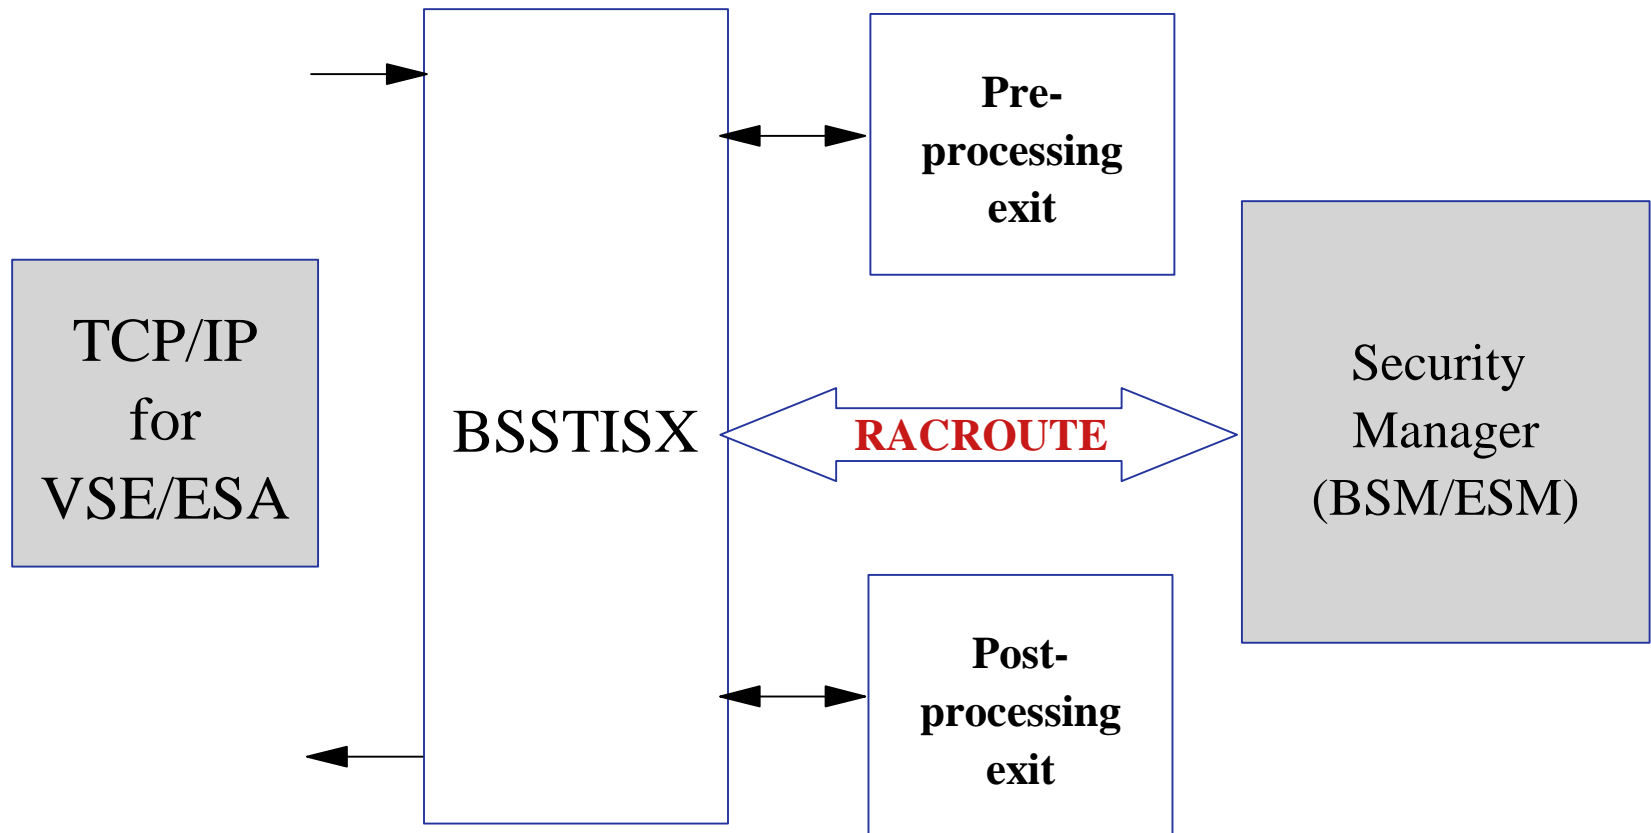 TCP/IP
for
VSE/ESA
BSSTISX
Pre-
processing
exit
RACROUTE
Post-
processing
exit
Security
Manager
(BSM/ESM)